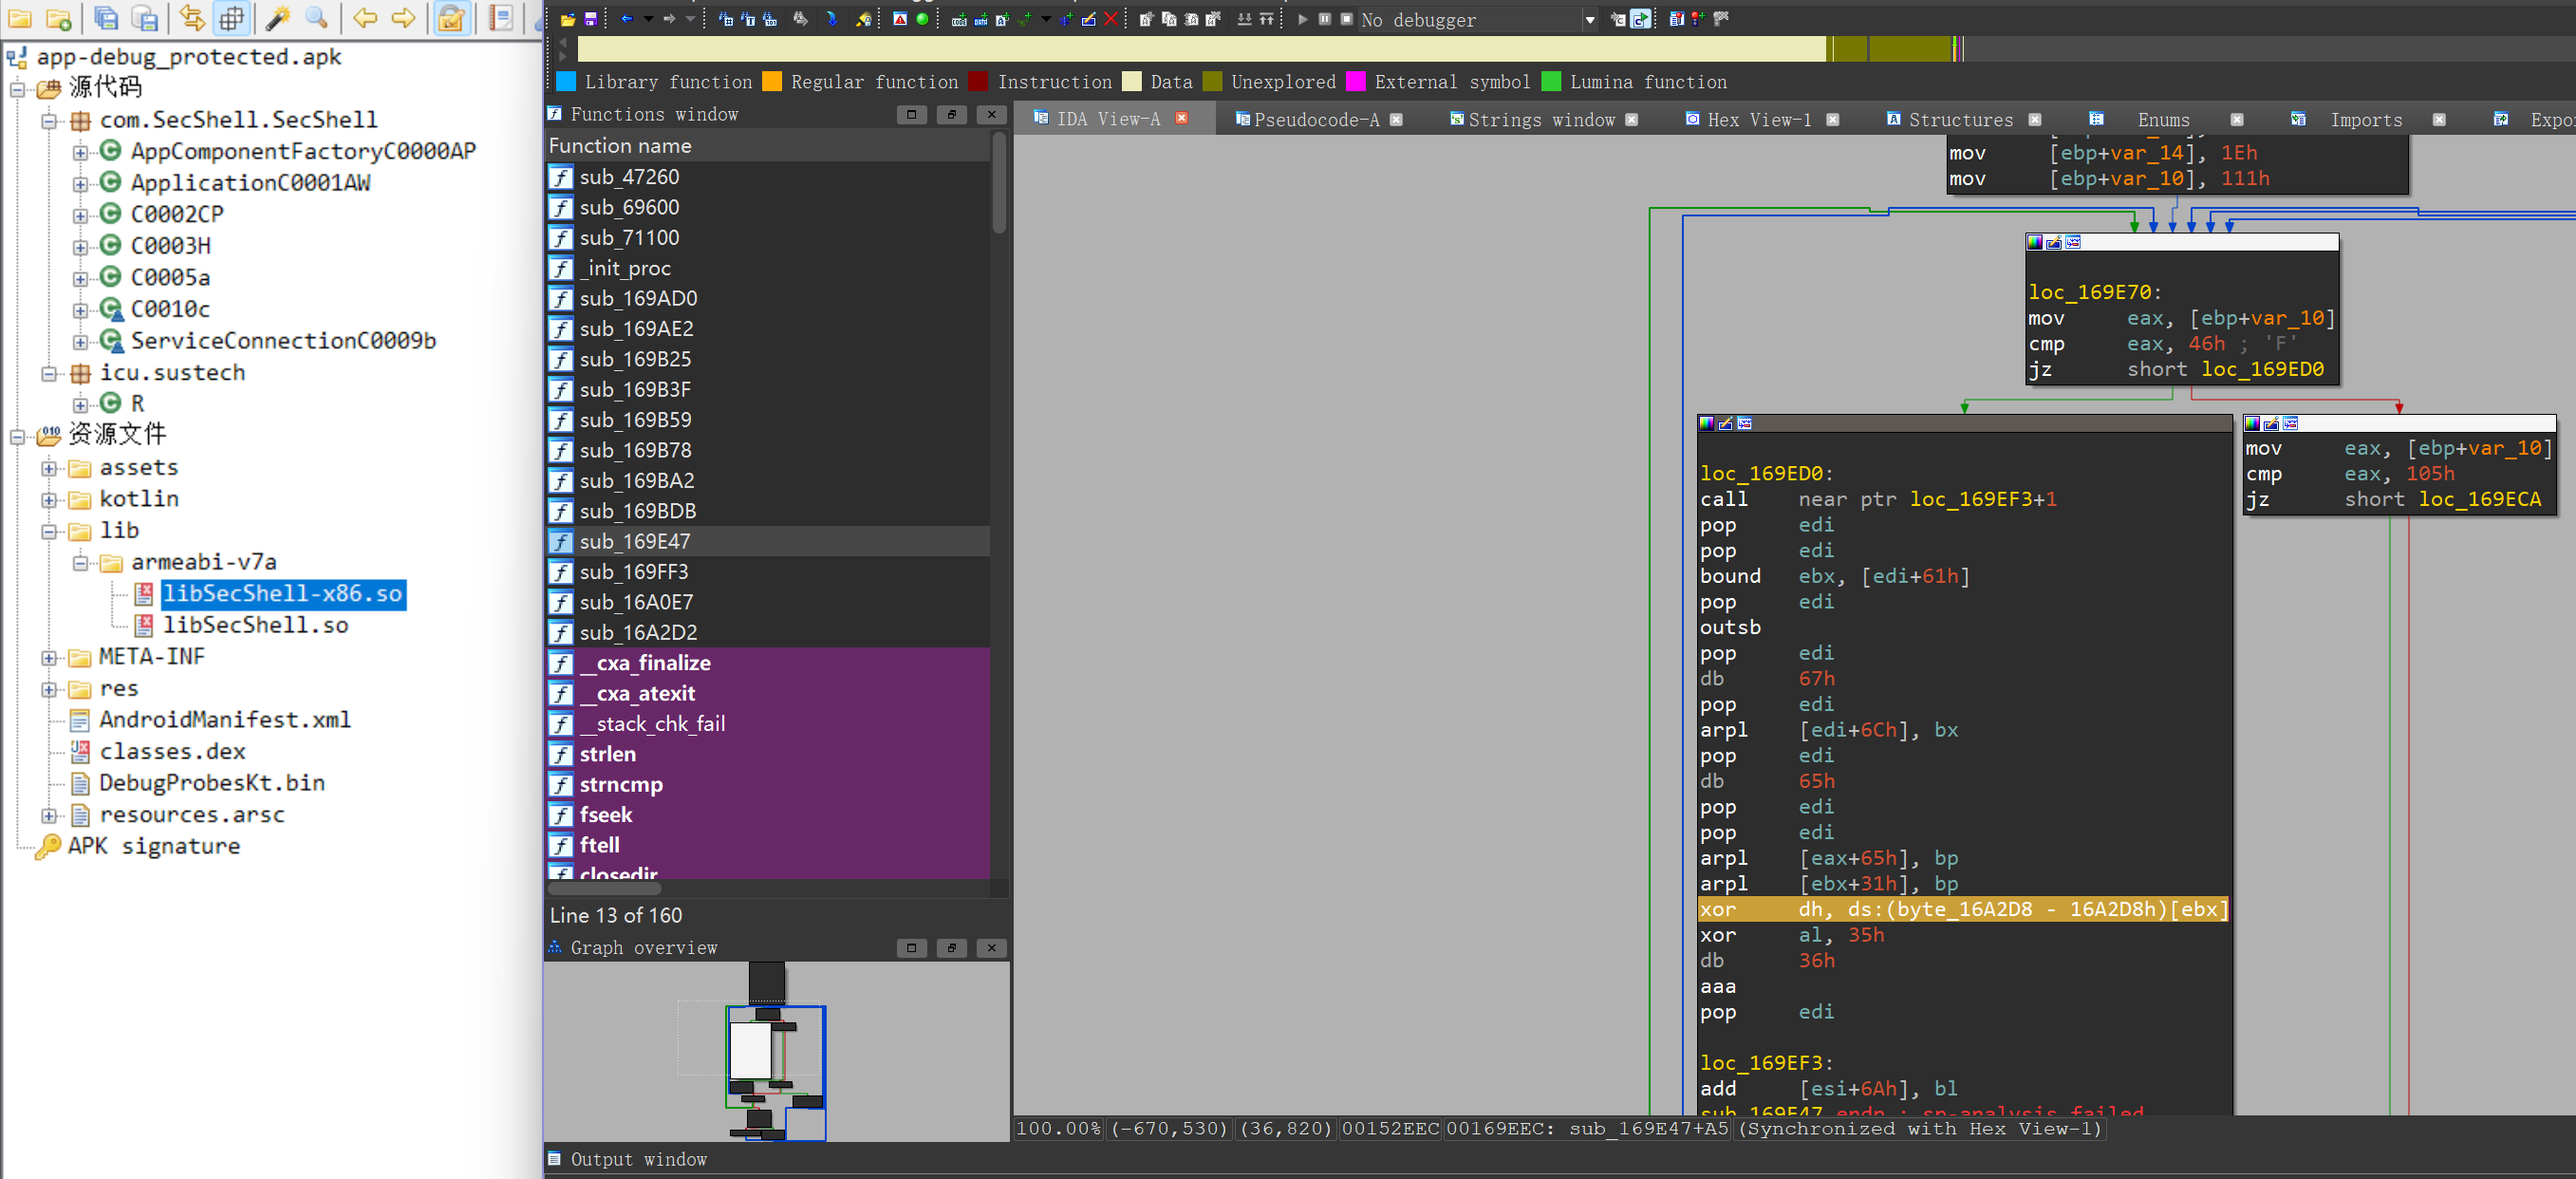 app-debug_protected.apk
源代码
com.SecShell.SecShell
AppComponentFactoryC0000AP
ApplicationC0001AW
C0002CP
C0003H
C0005a
C0010c
ServiceConnectionC0009b
icu.sustech
R
资源文件
assets
kotlin
lib
armeabi-v7a
libSecShell-x86.so
libSecShell.so
META-INF
res
AndroidManifest.xml
classes.dex
DebugProbesKt.bin
resources.arsc
APK signature
No debugger
Library function Regular function Instruction Data Unexplored External symbol Lumina function
Functions window
Function name
sub_47260
sub_69600
sub_71100
_init_proc
sub_169AD0
sub_169AE2
sub_169B25
sub_169B3F
sub_169B59
sub_169B78
sub_169BA2
sub_169BDB
sub_169E47
sub_169FF3
sub_16A0E7
sub_16A2D2
__cxa_finalize
__cxa_atexit
__stack_chk_fail
strlen
strncmp
fseek
ftell
closedir
Line 13 of 160
Graph overview
IDA View-A Pseudocode-A Strings window Hex View-1 Structures Enums Imports Expo
mov [ebp+var_14], 1Eh
mov [ebp+var_10], 111h
loc_169E70:
mov eax, [ebp+var_10]
cmp eax, 46h ; 'F'
jz short loc_169ED0
loc_169ED0:
call near ptr loc_169EF3+1
pop edi
pop edi
bound ebx, [edi+61h]
pop edi
outsb
pop edi
db 67h
pop edi
arpl [edi+6Ch], bx
pop edi
db 65h
pop edi
pop edi
arpl [eax+65h], bp
arpl [ebx+31h], bp
xor dh, ds:(byte_16A2D8 - 16A2D8h)[ebx]
xor al, 35h
db 36h
aaa
pop edi
loc_169EF3:
add [esi+6Ah], bl
sub_169E47 endp ; sp-analysis failed
mov eax, [ebp+var_10]
cmp eax, 105h
jz short loc_169ECA
100.00% (-670,530) (36,820) 00152EEC 00169EEC: sub_169E47+A5 (Synchronized with Hex View-1)
Output window